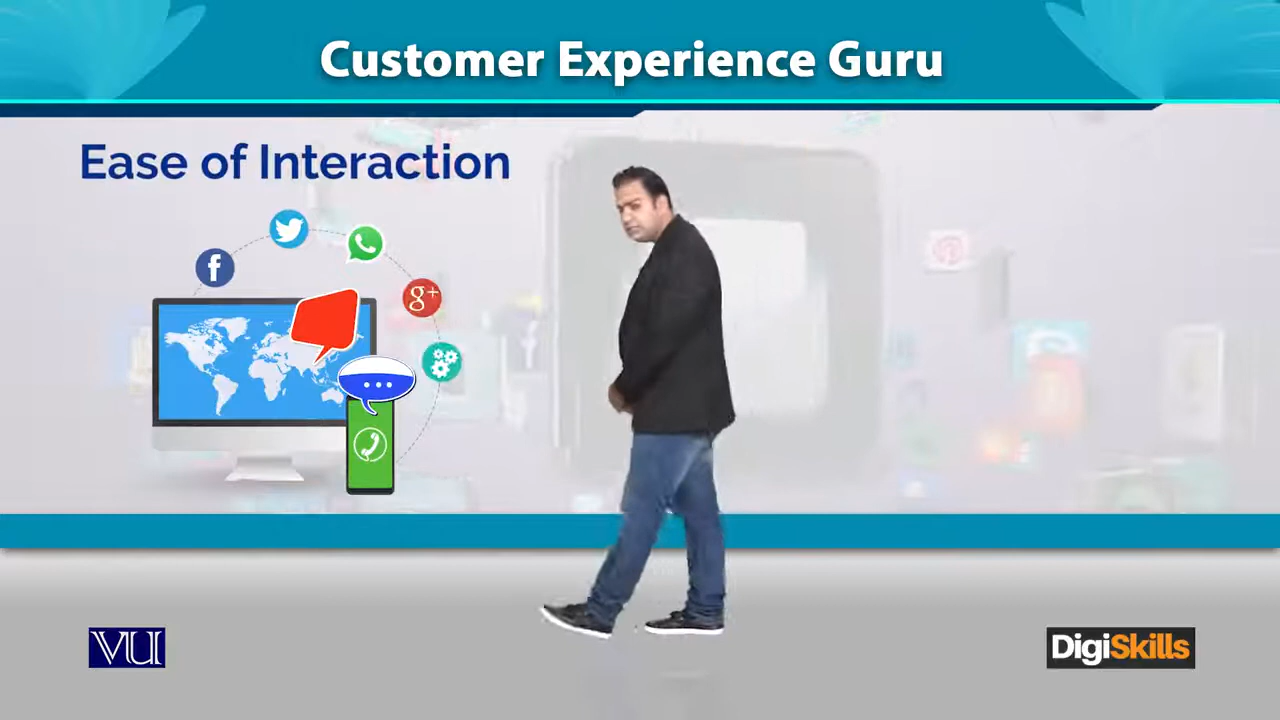 Customer Experience Guru
Ease of Interaction
f
g+
VU
DigiSkills